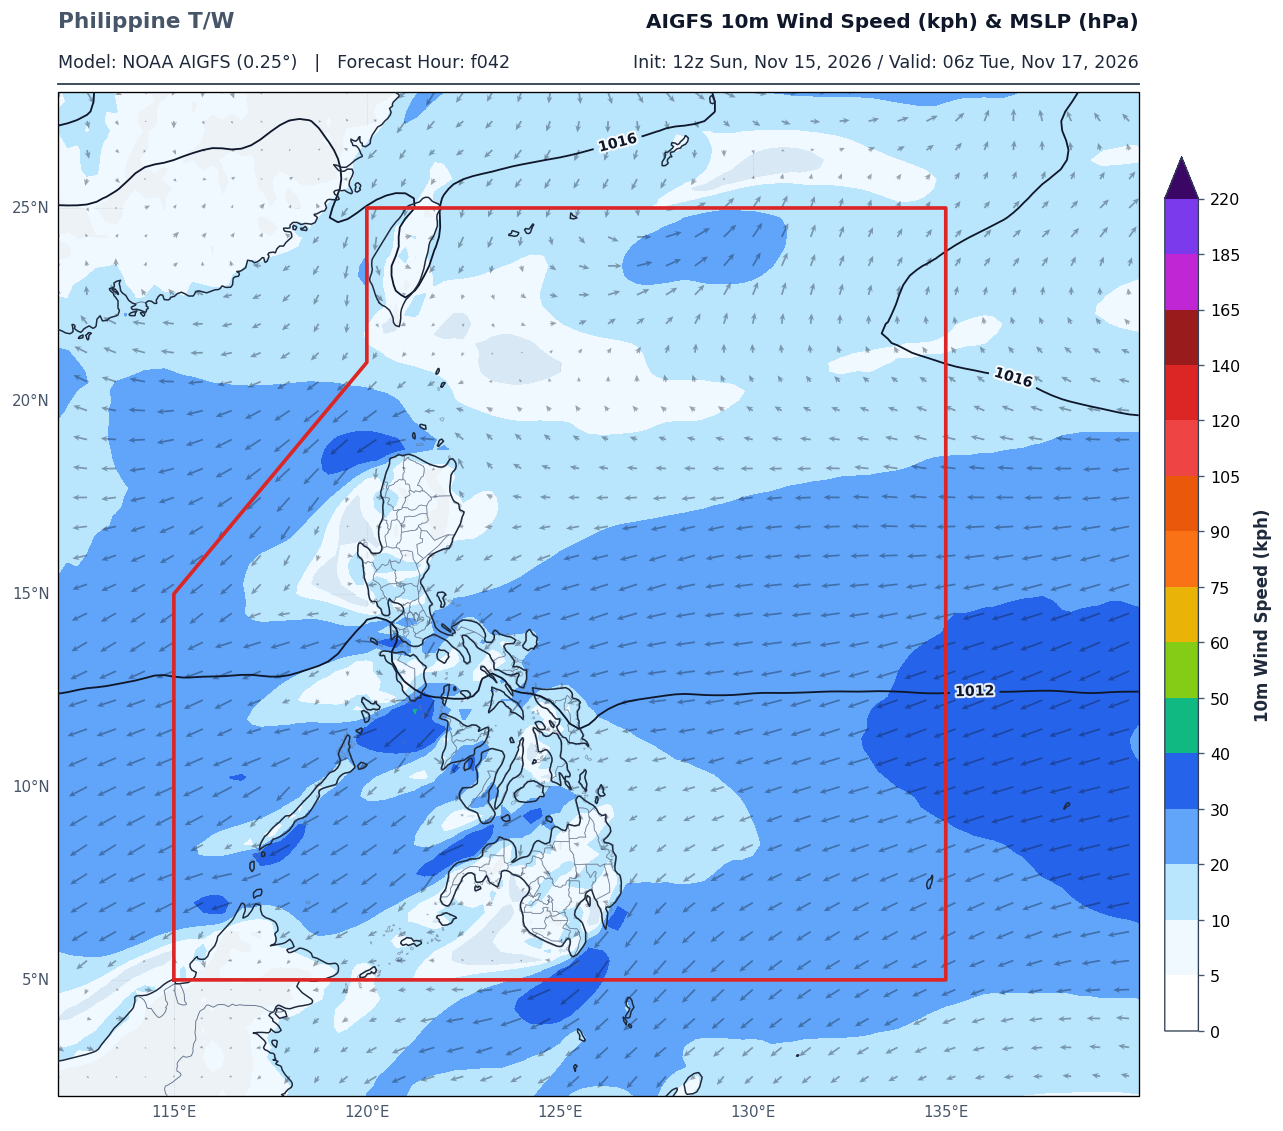 Philippine T/W
AIGFS 10m Wind Speed (kph) & MSLP (hPa)
Model: NOAA AIGFS (0.25°) | Forecast Hour: f042
Init: 12z Sun, Nov 15, 2026 / Valid: 06z Tue, Nov 17, 2026
1016
1016
1012
25°N
20°N
15°N
10°N
5°N
115°E
120°E
125°E
130°E
135°E
220
185
165
140
120
105
90
75
60
50
40
30
20
10
5
0
10m Wind Speed (kph)